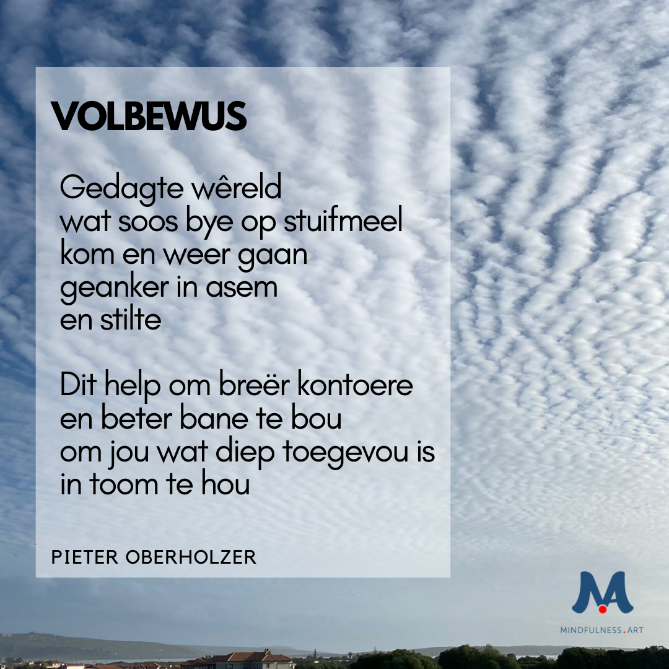 VOLBEWUS
Gedagte wêreld
wat soos bye op stuifmeel
kom en weer gaan
geanker in asem
en stilte
Dit help om breër kontoere
en beter bane te bou
om jou wat diep toegevou is
in toom te hou
PIETER OBERHOLZER
MA
MINDFULNESS.ART